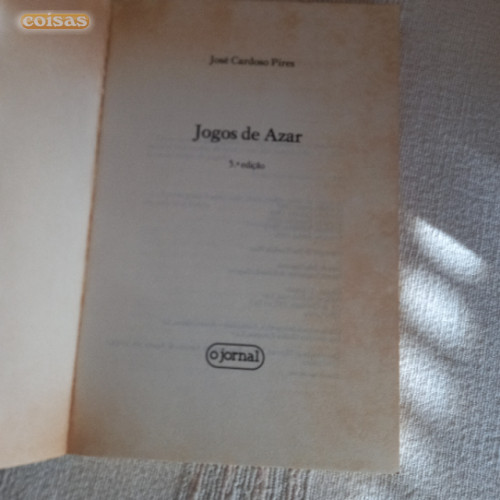 coisas
José Cardoso Pires
Jogos de Azar
5.ª edição
o jornal